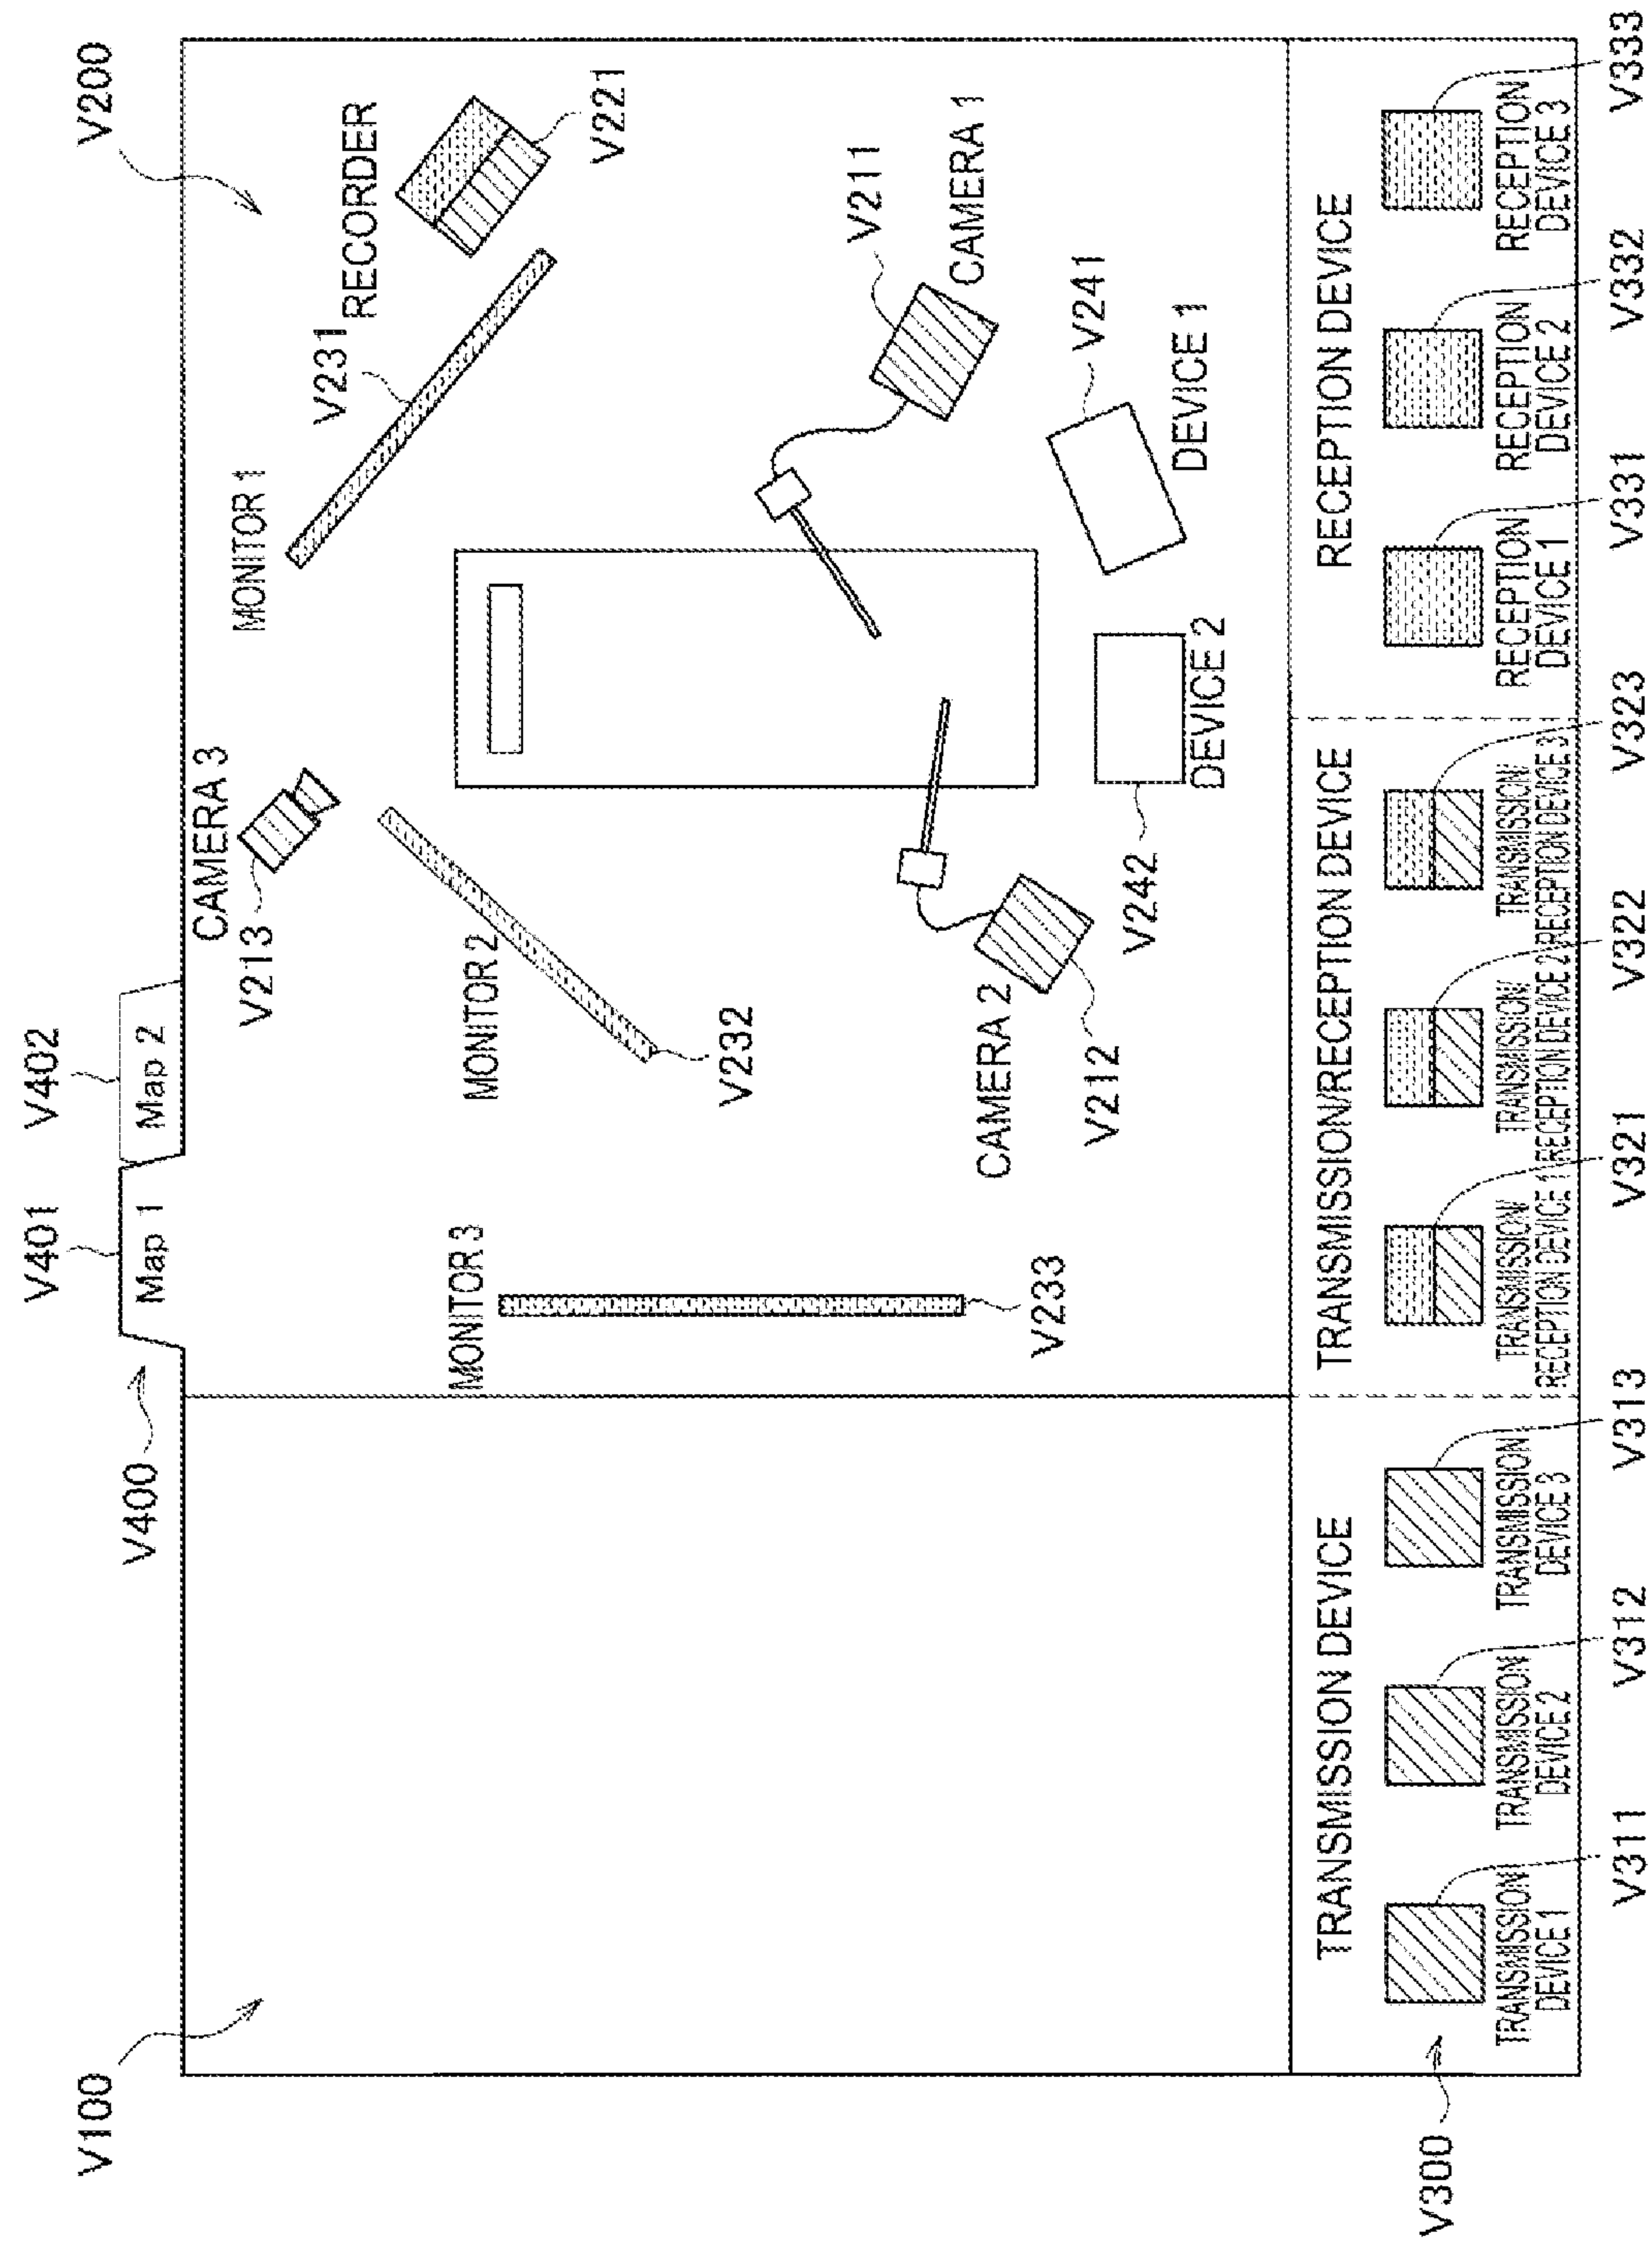 V100
V400
V401
V402
Map 1
Map 2
V200
CAMERA 3
V213
MONITOR 1
V231
RECORDER
V221
MONITOR 3
MONITOR 2
V232
V233
V211
CAMERA 1
CAMERA 2
V212
V241
V242
DEVICE 2
DEVICE 1
V300
TRANSMISSION DEVICE
TRANSMISSION/RECEPTION DEVICE
RECEPTION DEVICE
TRANSMISSION
DEVICE 1
TRANSMISSION
DEVICE 2
TRANSMISSION
DEVICE 3
TRANSMISSION/
RECEPTION DEVICE 1
TRANSMISSION/
RECEPTION DEVICE 2
TRANSMISSION/
RECEPTION DEVICE 3
RECEPTION
DEVICE 1
RECEPTION
DEVICE 2
RECEPTION
DEVICE 3
V311
V312
V313
V321
V322
V323
V331
V332
V333